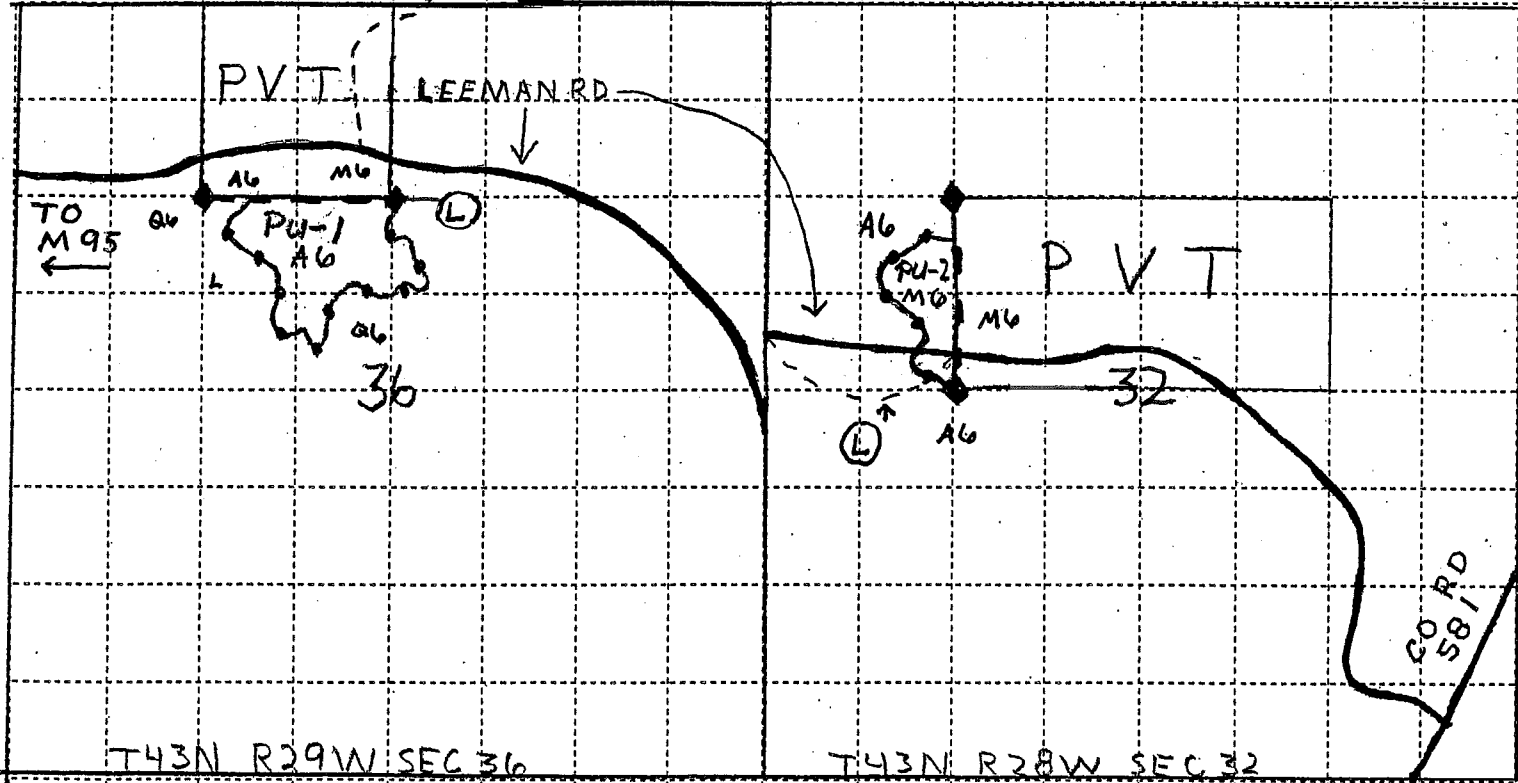 PVT
LEEMAN RD
A6
M6
Q6
L
TO
M 95
PU-1
A6
L
Q6
36
A6
PU-2
M6
PVT
M6
32
L
A6
CO RD
581
T43N R29W SEC 36
T43N R28W SEC 32